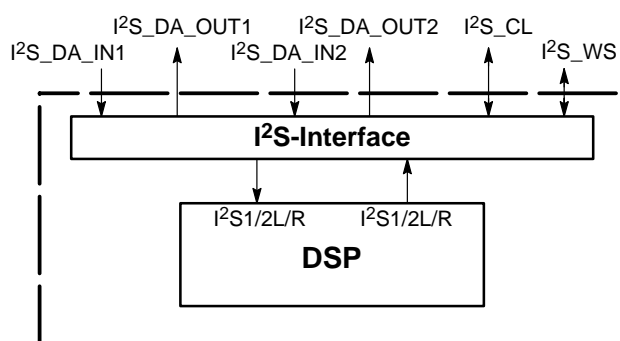 I²S_DA_OUT1 I²S_DA_OUT2 I²S_CL
I²S_DA_IN1 I²S_DA_IN2 I²S_WS
I²S-Interface
I²S1/2L/R I²S1/2L/R
DSP